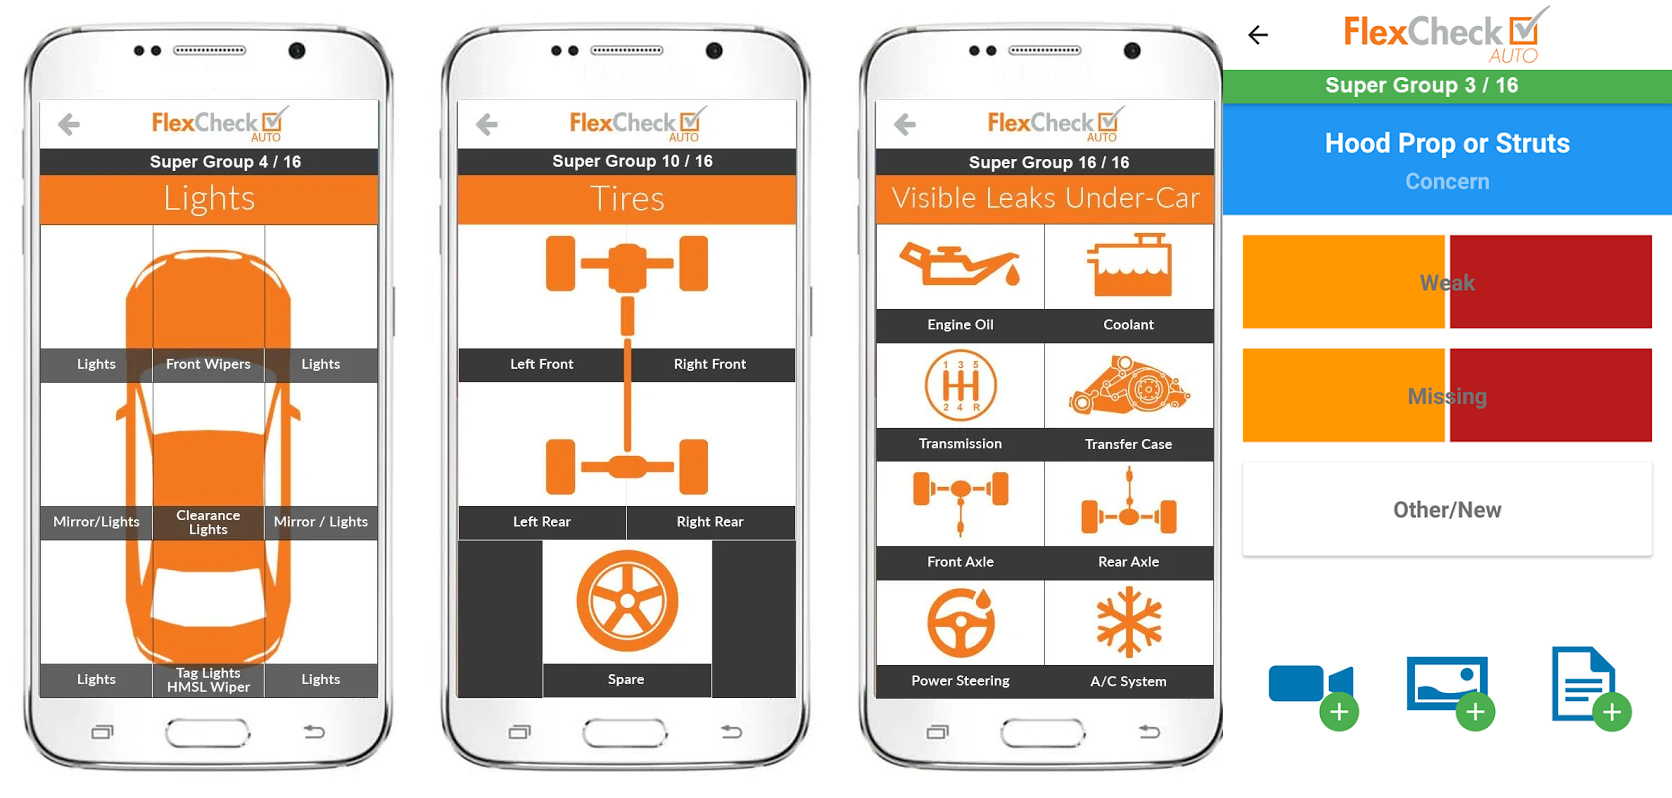 FlexCheck
AUTO
Super Group 4 / 16
Lights
Lights
Front Wipers
Lights
Mirror/Lights
Clearance
Lights
Mirror / Lights
Lights
Tag Lights
HMSL Wiper
Lights
FlexCheck
AUTO
Super Group 10 / 16
Tires
Left Front
Right Front
Left Rear
Right Rear
Spare
FlexCheck
AUTO
Super Group 16 / 16
Visible Leaks Under-Car
Engine Oil
Coolant
1 3 5
2 4 R
Transmission
Transfer Case
Front Axle
Rear Axle
Power Steering
A/C System
FlexCheck
AUTO
Super Group 3 / 16
Hood Prop or Struts
Concern
Weak
Missing
Other/New